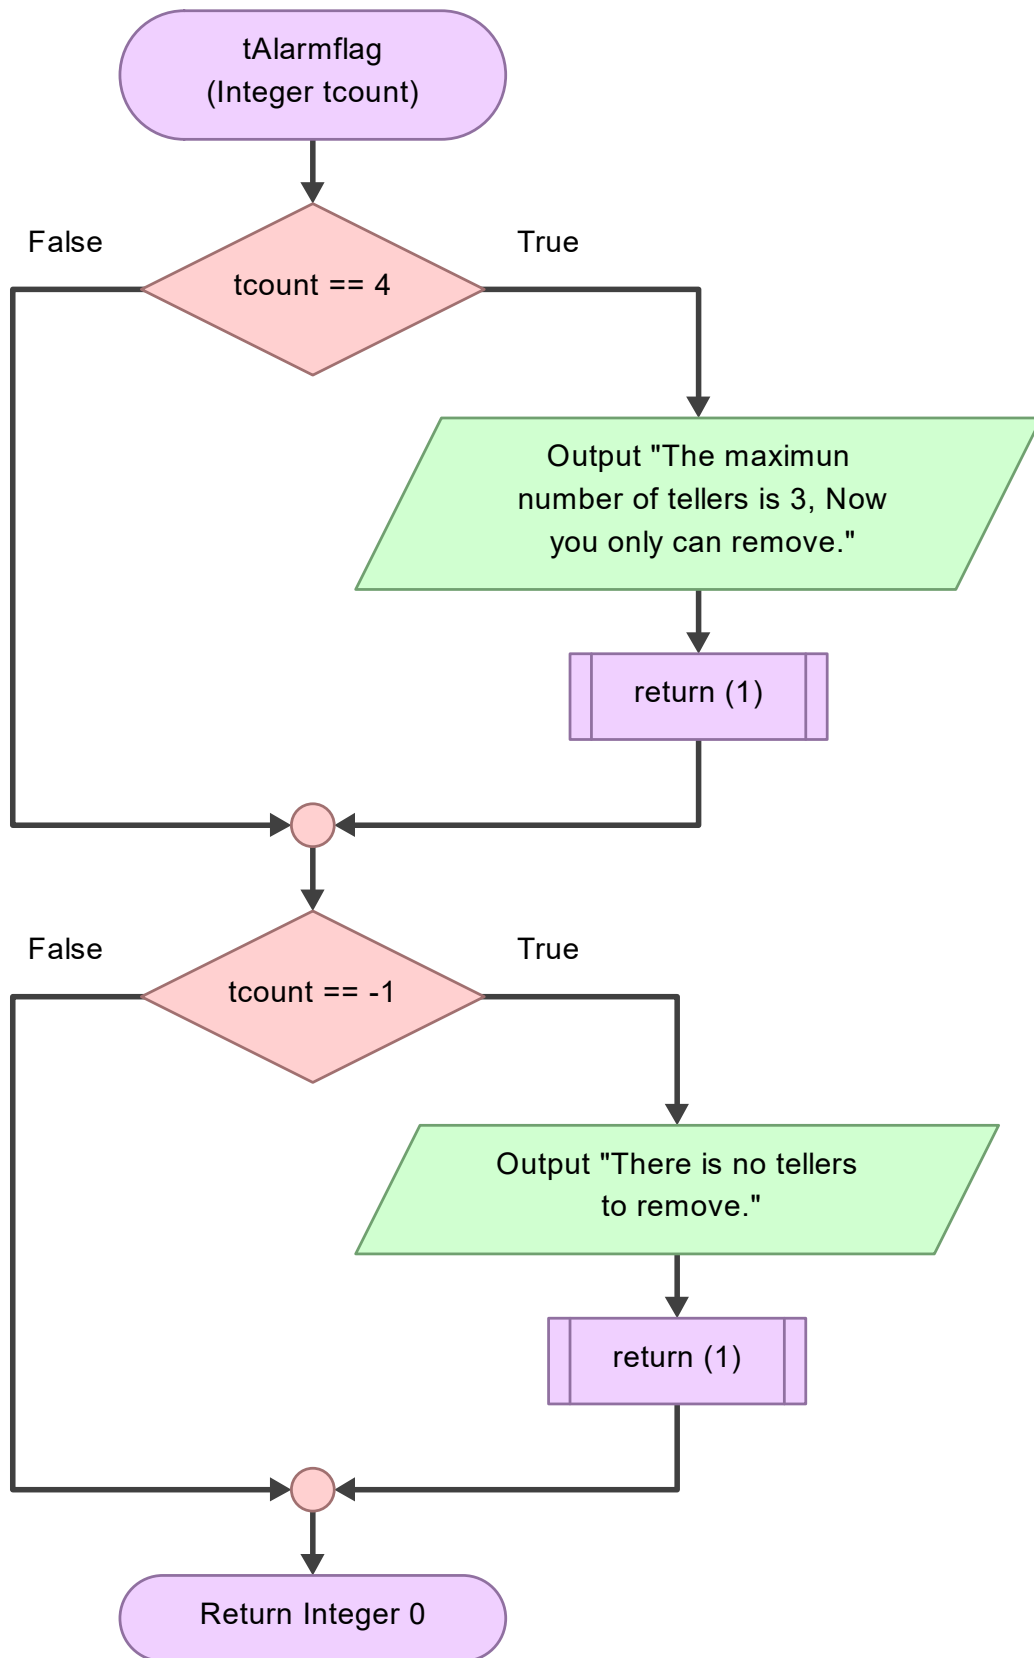 tAlarmflag
(Integer tcount)
False
True
tcount == 4
Output "The maximun
number of tellers is 3, Now
you only can remove."
return (1)
False
True
tcount == -1
Output "There is no tellers
to remove."
return (1)
Return Integer 0